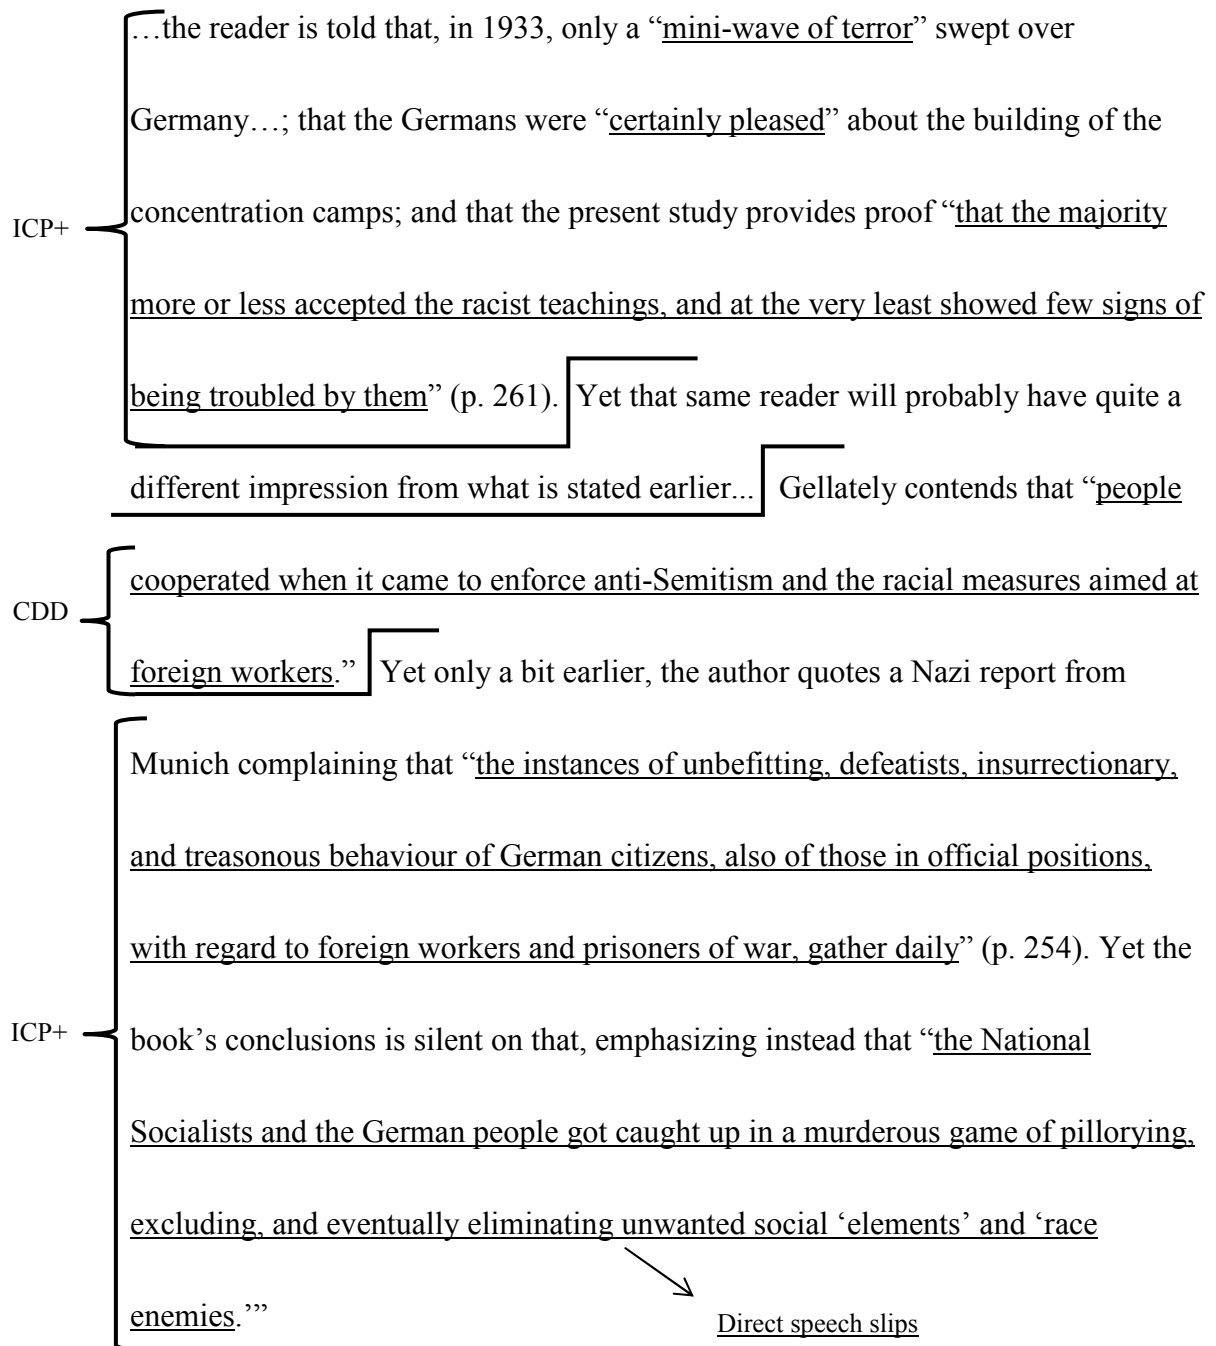 …the reader is told that, in 1933, only a “mini-wave of terror” swept over
Germany…; that the Germans were “certainly pleased” about the building of the
concentration camps; and that the present study provides proof “that the majority
ICP+
more or less accepted the racist teachings, and at the very least showed few signs of
being troubled by them” (p. 261). Yet that same reader will probably have quite a
different impression from what is stated earlier... Gellately contends that “people
cooperated when it came to enforce anti-Semitism and the racial measures aimed at
CDD
foreign workers.” Yet only a bit earlier, the author quotes a Nazi report from
Munich complaining that “the instances of unbefitting, defeatists, insurrectionary,
and treasonous behaviour of German citizens, also of those in official positions,
with regard to foreign workers and prisoners of war, gather daily” (p. 254). Yet the
ICP+
book’s conclusions is silent on that, emphasizing instead that “the National
Socialists and the German people got caught up in a murderous game of pillorying,
excluding, and eventually eliminating unwanted social ‘elements’ and ‘race
enemies.’”
Direct speech slips